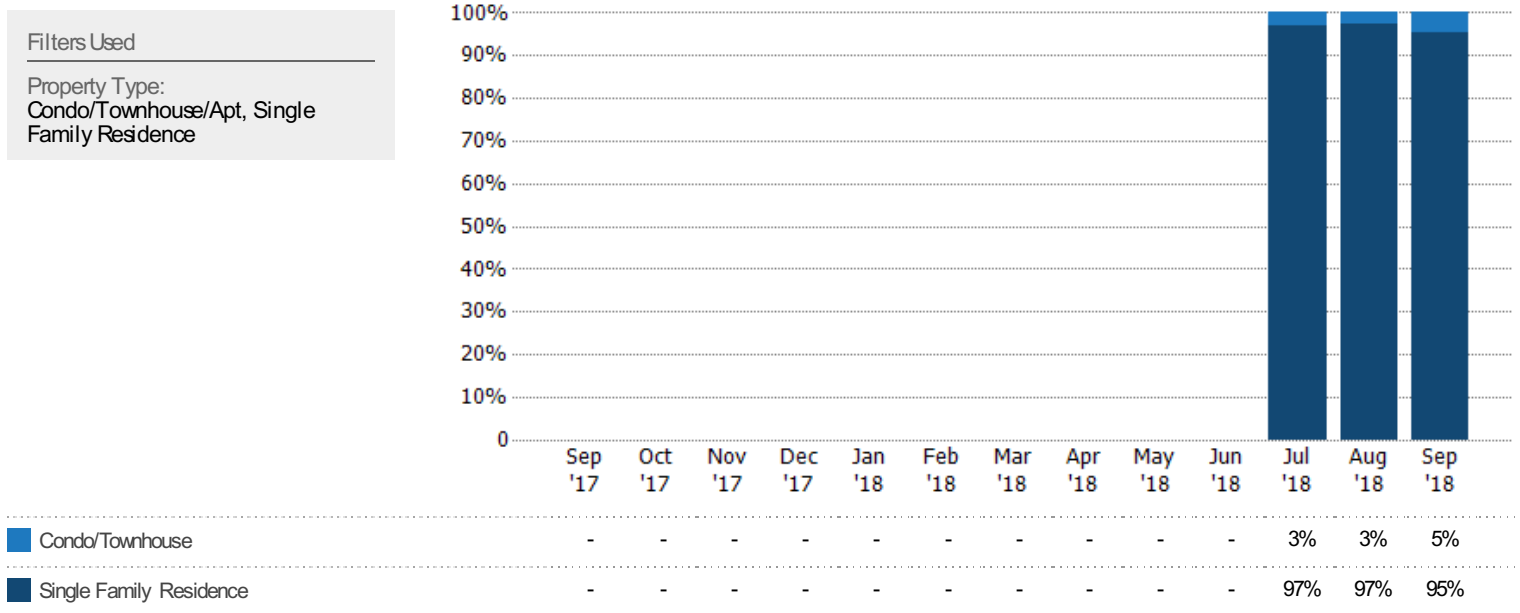 Filters Used
Property Type:
Condo/Townhouse/Apt, Single
Family Residence
100%
90%
80%
70%
60%
50%
40%
30%
20%
10%
0
Sep Oct Nov Dec Jan Feb Mar Apr May Jun Jul Aug Sep
'17 '17 '17 '17 '18 '18 '18 '18 '18 '18 '18 '18 '18
Condo/Townhouse - - - - - - - - - - 3% 3% 5%
Single Family Residence - - - - - - - - - - 97% 97% 95%